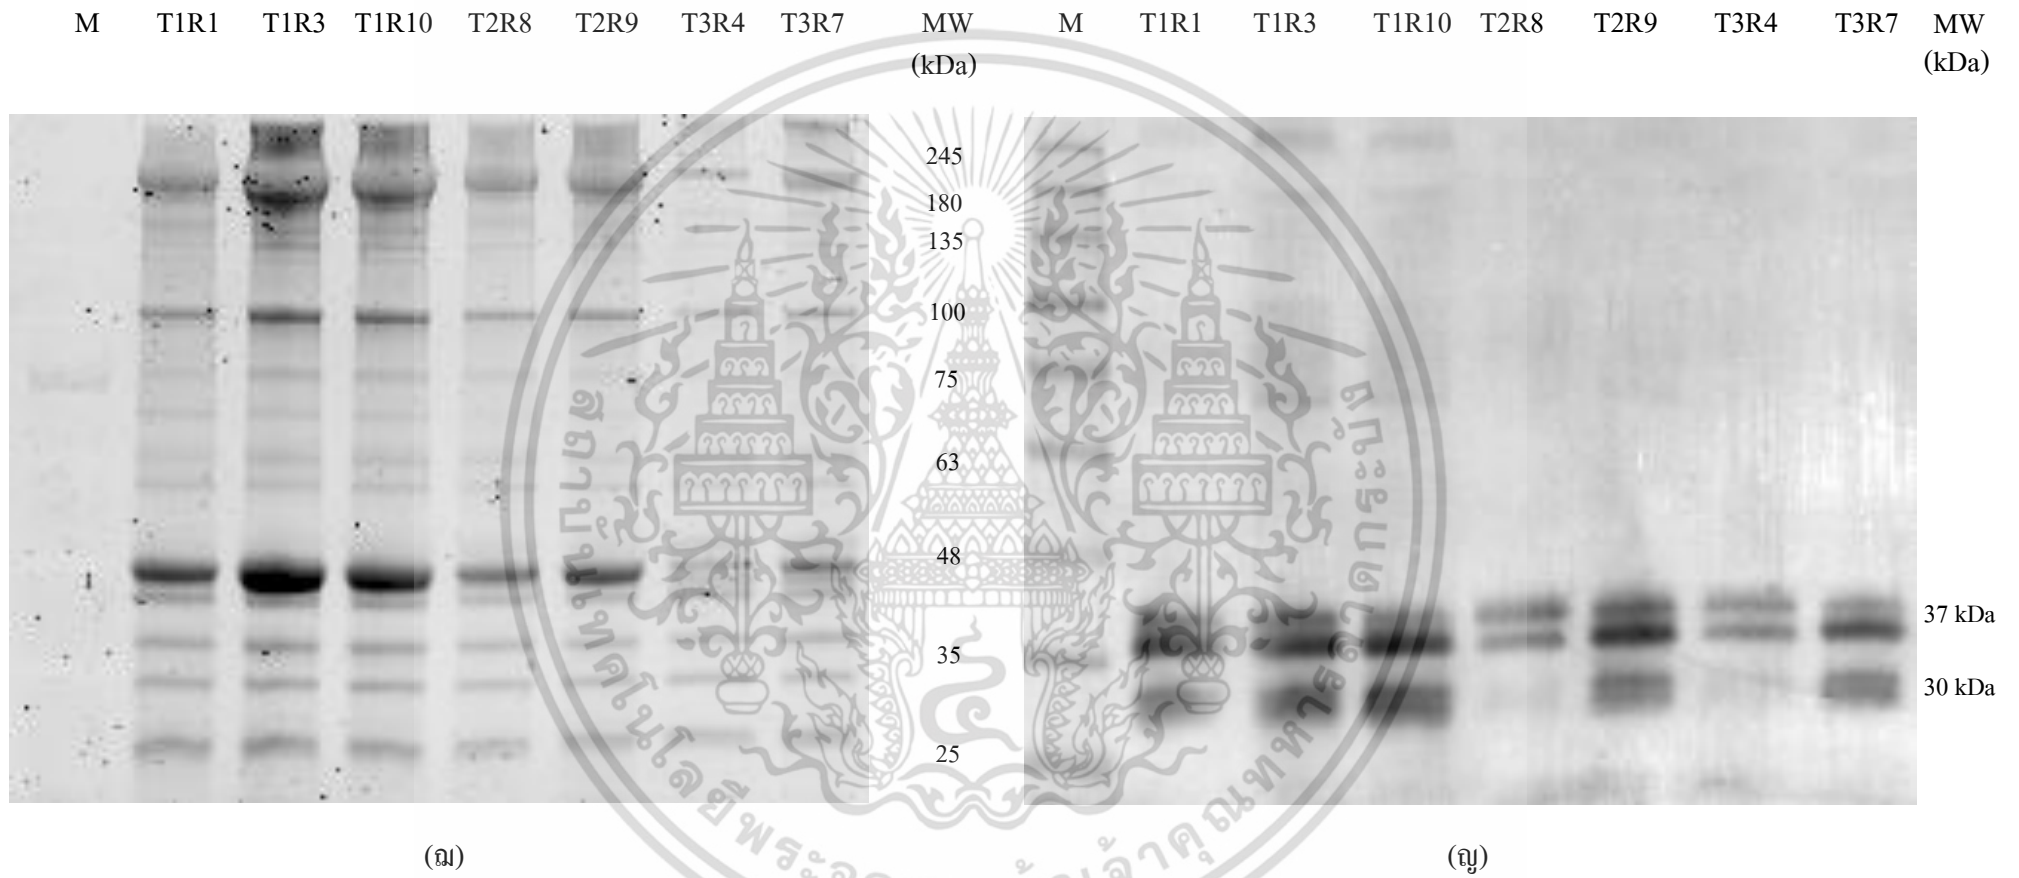 M T1R1 T1R3 T1R10 T2R8 T2R9 T3R4 T3R7 MW M T1R1 T1R3 T1R10 T2R8 T2R9 T3R4 T3R7 MW
(kDa) (kDa)
245
180
135
100
75
63
48
37 kDa
35
30 kDa
25
(ฌ) (ญ)